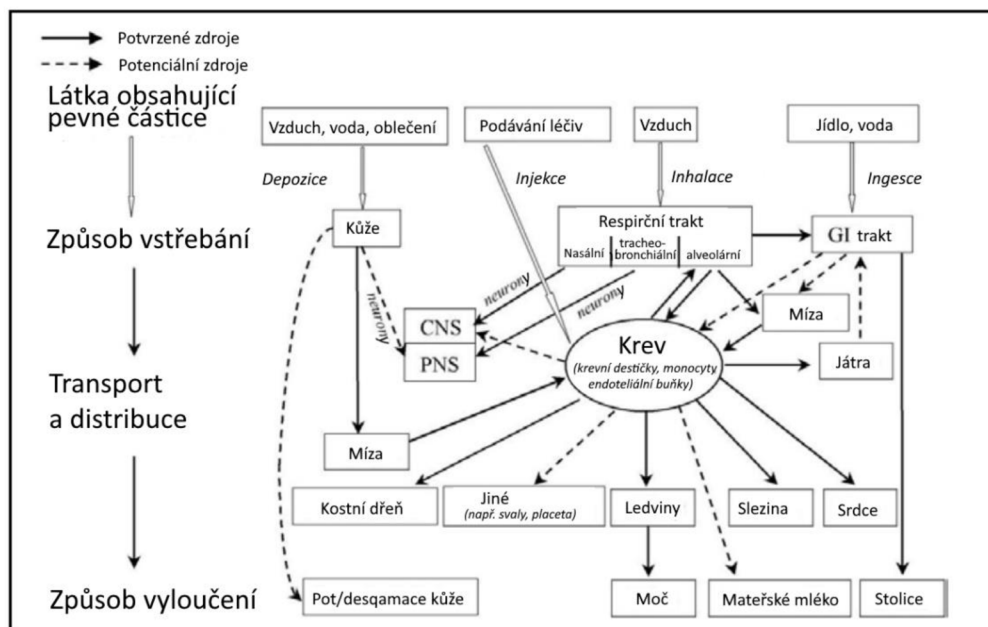 Potvrzené zdroje
Potenciální zdroje
Látka obsahující
pevné částice
Vzduch, voda, oblečení
Podávání léčiv
Vzduch
Jídlo, voda
Depozice
Injekce
Inhalace
Ingesce
Způsob vstřebání
Kůže
Respirční trakt
Nasální
tracheo-
bronchiální
alveolární
GI trakt
neurony
neurony
neurony
CNS
PNS
Krev
(krevní destičky, monocyty
endoteliální buňky)
Míza
Játra
Transport
a distribuce
Míza
Kostní dřeň
Jiné
(např. svaly, placeta)
Ledviny
Slezina
Srdce
Způsob vyloučení
Pot/desqamace kůže
Moč
Mateřské mléko
Stolice